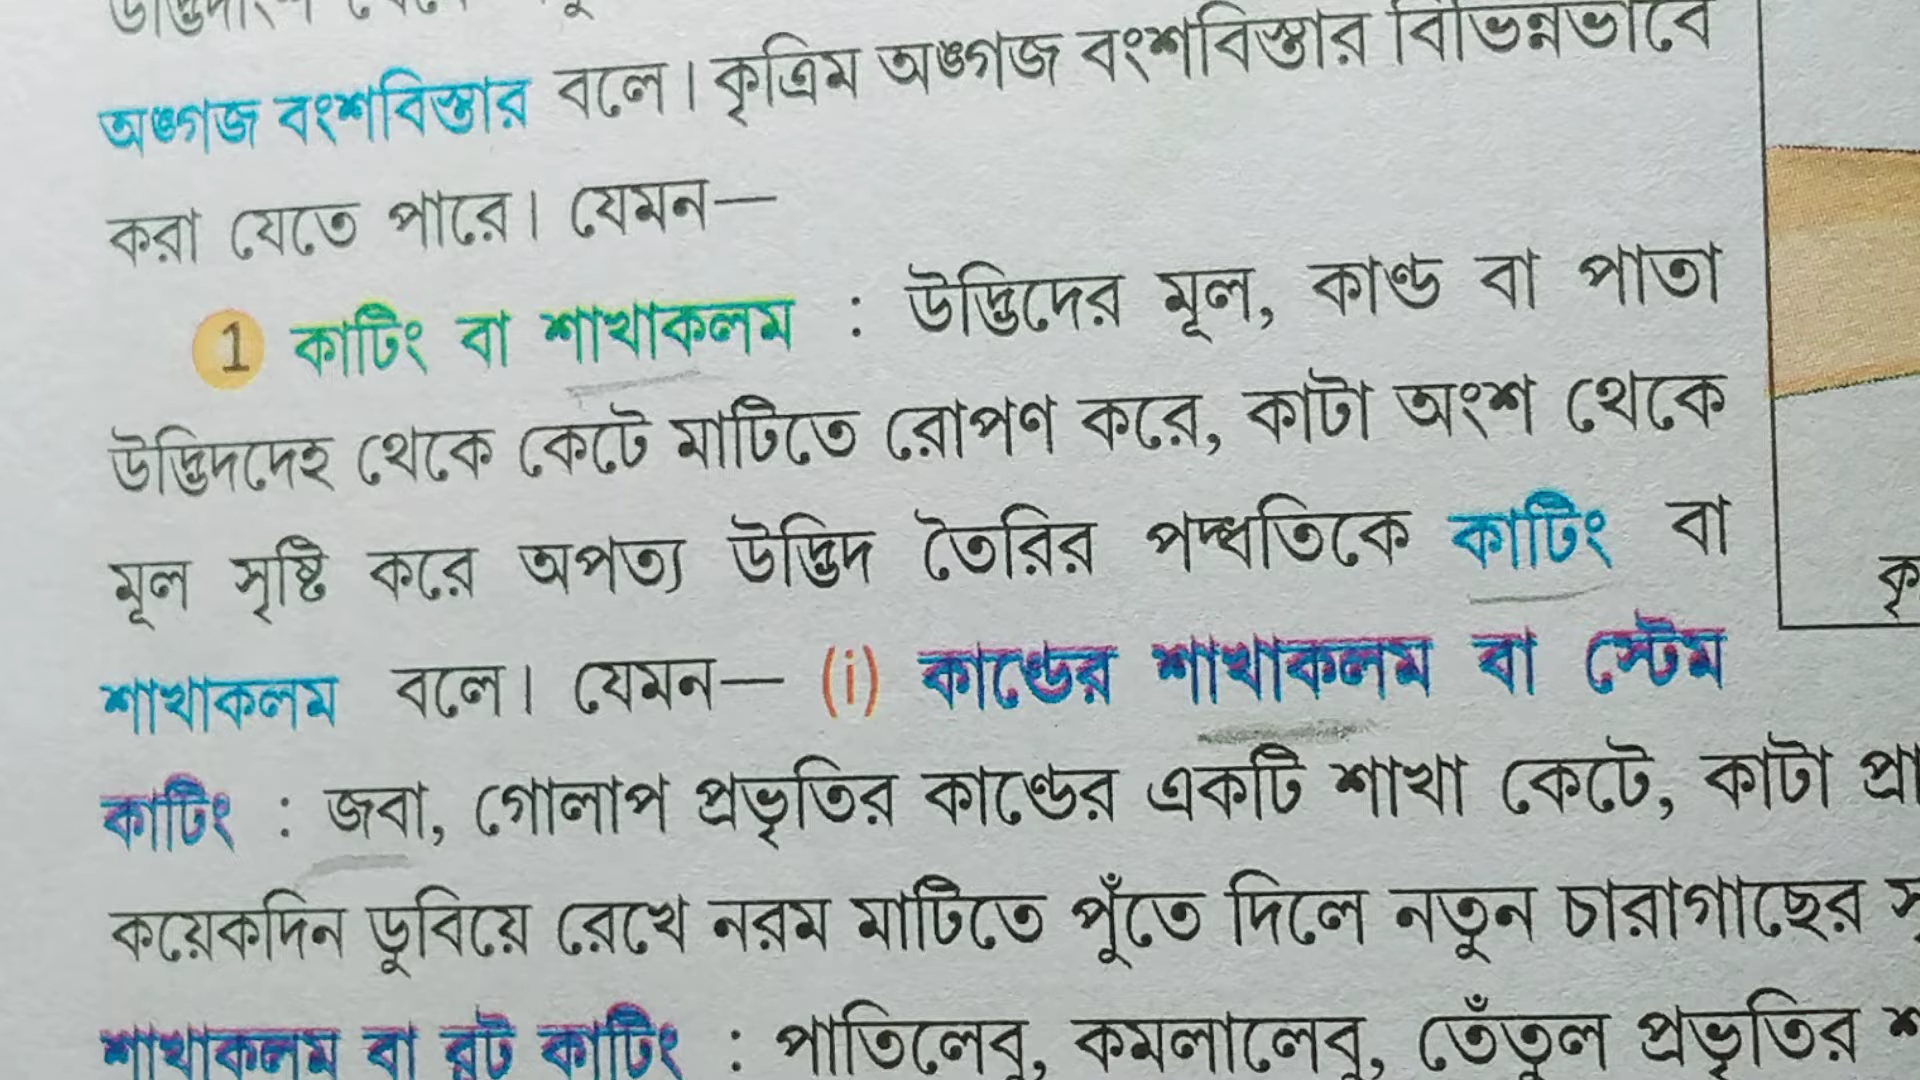 অঙ্গজ বংশবিস্তার বলে। কৃত্রিম অঙ্গজ বংশবিস্তার বিভিন্নভাবে
করা যেতে পারে। যেমন—
1 কাটিং বা শাখাকলম : উদ্ভিদের মূল, কাণ্ড বা পাতা
উদ্ভিদদেহ থেকে কেটে মাটিতে রোপণ করে, কাটা অংশ থেকে
মূল সৃষ্টি করে অপত্য উদ্ভিদ তৈরির পদ্ধতিকে কাটিং বা
শাখাকলম বলে। যেমন— (i) কাণ্ডের শাখাকলম বা স্টেম
কাটিং : জবা, গোলাপ প্রভৃতির কাণ্ডের একটি শাখা কেটে, কাটা
কয়েকদিন ডুবিয়ে রেখে নরম মাটিতে পুঁতে দিলে নতুন চারাগাছের
শাখাকলম বা রুট কাটিং : পাতিলেবু, কমলালেবু, তেঁতুল প্রভৃতির